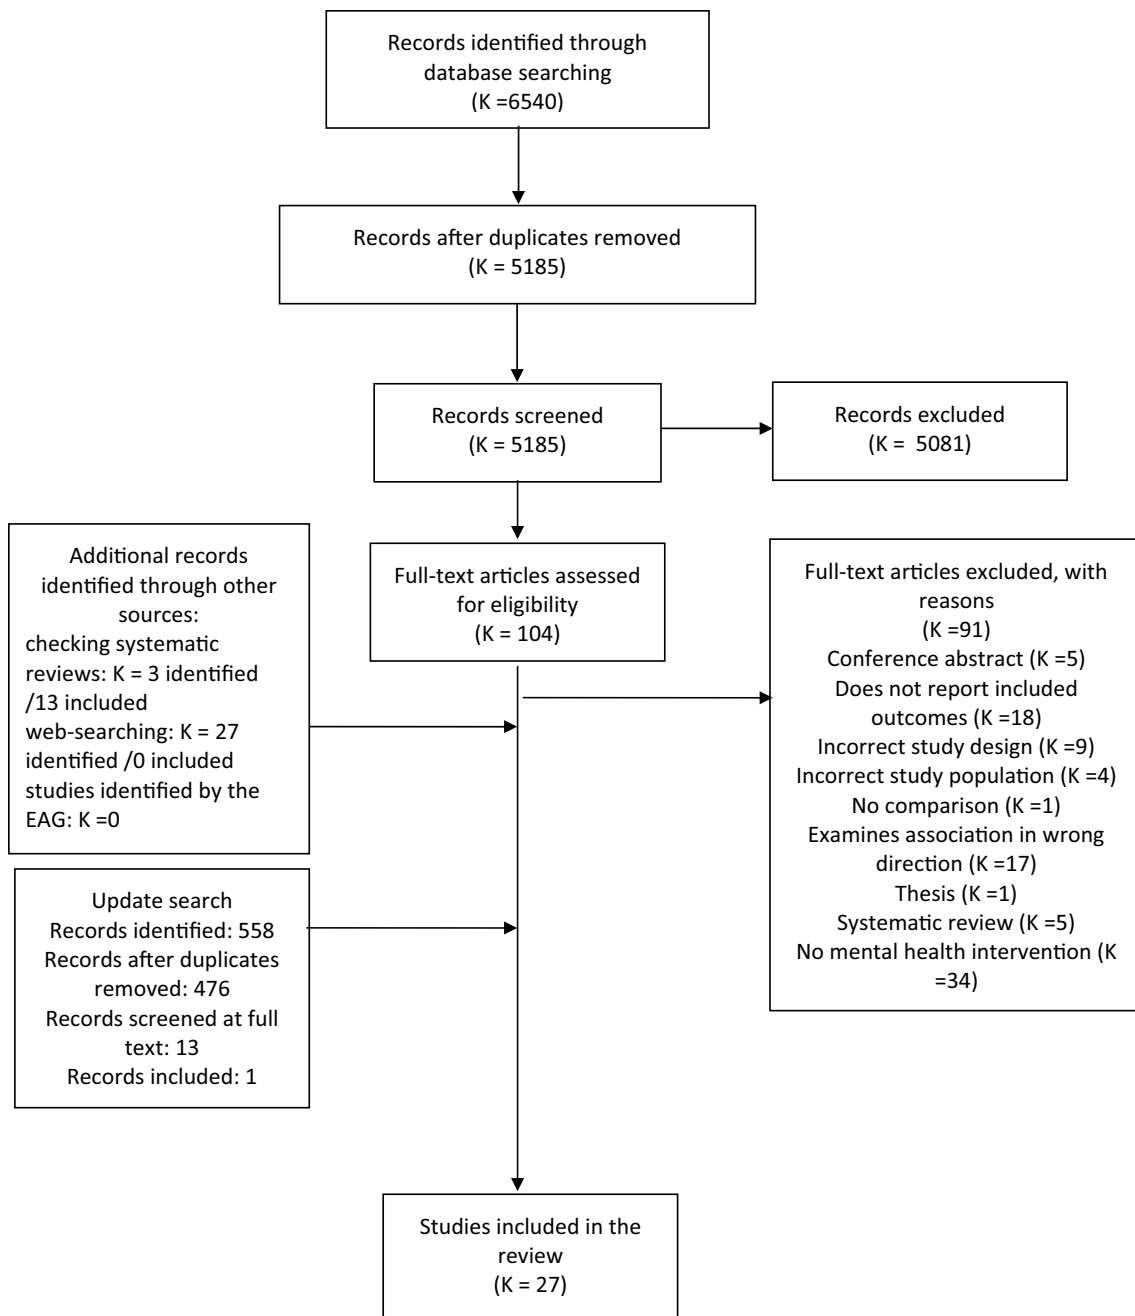 Records identified through
database searching
(K =6540)
Records after duplicates removed
(K = 5185)
Records screened
(K = 5185)
Records excluded
(K =  5081)
Additional records
identified through other
sources:
checking systematic
reviews: K = 3 identified
/13 included
web-searching: K = 27
identified /0 included
studies identified by the
EAG: K =0
Full-text articles assessed
for eligibility
(K = 104)
Full-text articles excluded, with
reasons
(K =91)
Conference abstract (K =5)
Does not report included
outcomes (K =18)
Incorrect study design (K =9)
Incorrect study population (K =4)
No comparison (K =1)
Examines association in wrong
direction (K =17)
Thesis (K =1)
Systematic review (K =5)
No mental health intervention (K
=34)
Update search
Records identified: 558
Records after duplicates
removed: 476
Records screened at full
text: 13
Records included: 1
Studies included in the
review
(K = 27)